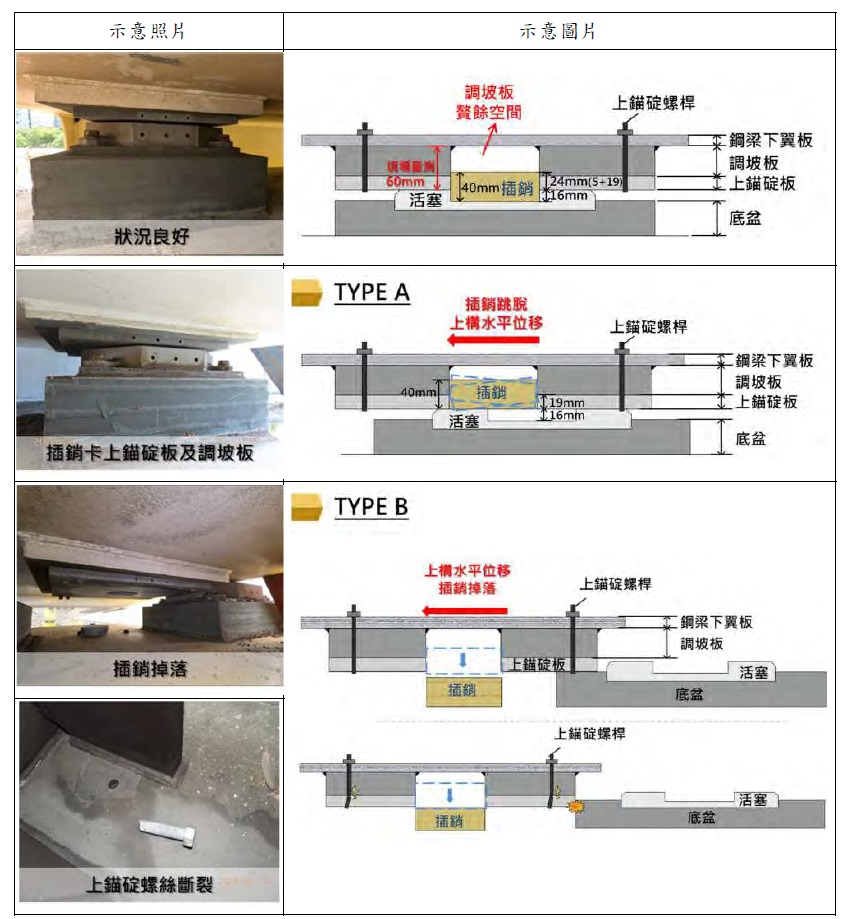 示意照片
示意圖片
狀況良好
調坡板
贅餘空間
上錨碇螺桿
現場量測
60mm
40mm
插銷
24mm(5+19)
16mm
活塞
鋼梁下翼板
調坡板
上錨碇板
底盆
插銷卡上錨碇板及調坡板
TYPE A
插銷跳脫
上構水平位移
上錨碇螺桿
40mm
插銷
19mm
16mm
活塞
鋼梁下翼板
調坡板
上錨碇板
底盆
插銷掉落
TYPE B
上構水平位移
插銷掉落
上錨碇螺桿
鋼梁下翼板
調坡板
上錨碇板
插銷
活塞
底盆
上錨碇螺絲斷裂
上錨碇螺桿
插銷
活塞
底盆